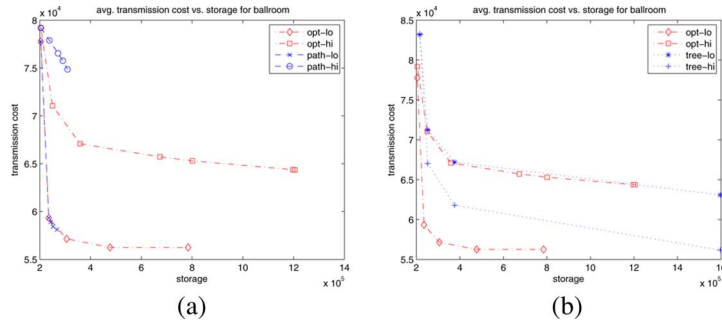 avg. transmission cost vs. storage for ballroom
x 10^4
8
7.5
7
6.5
6
5.5
transmission cost
opt-lo
opt-hi
path-lo
path-hi
2 4 6 8 10 12 14
storage
x 10^5
(a)
avg. transmission cost vs. storage for ballroom
x 10^4
8.5
8
7.5
7
6.5
6
5.5
transmission cost
opt-lo
opt-hi
tree-lo
tree-hi
2 4 6 8 10 12 14 16
storage
x 10^5
(b)